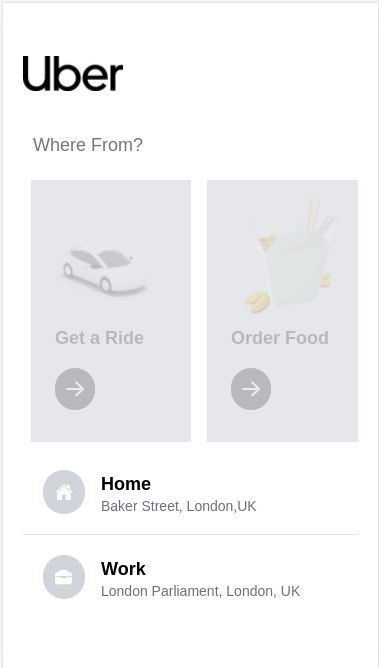 Uber
Where From?
Get a Ride
Order Food
Home
Baker Street, London,UK
Work
London Parliament, London, UK